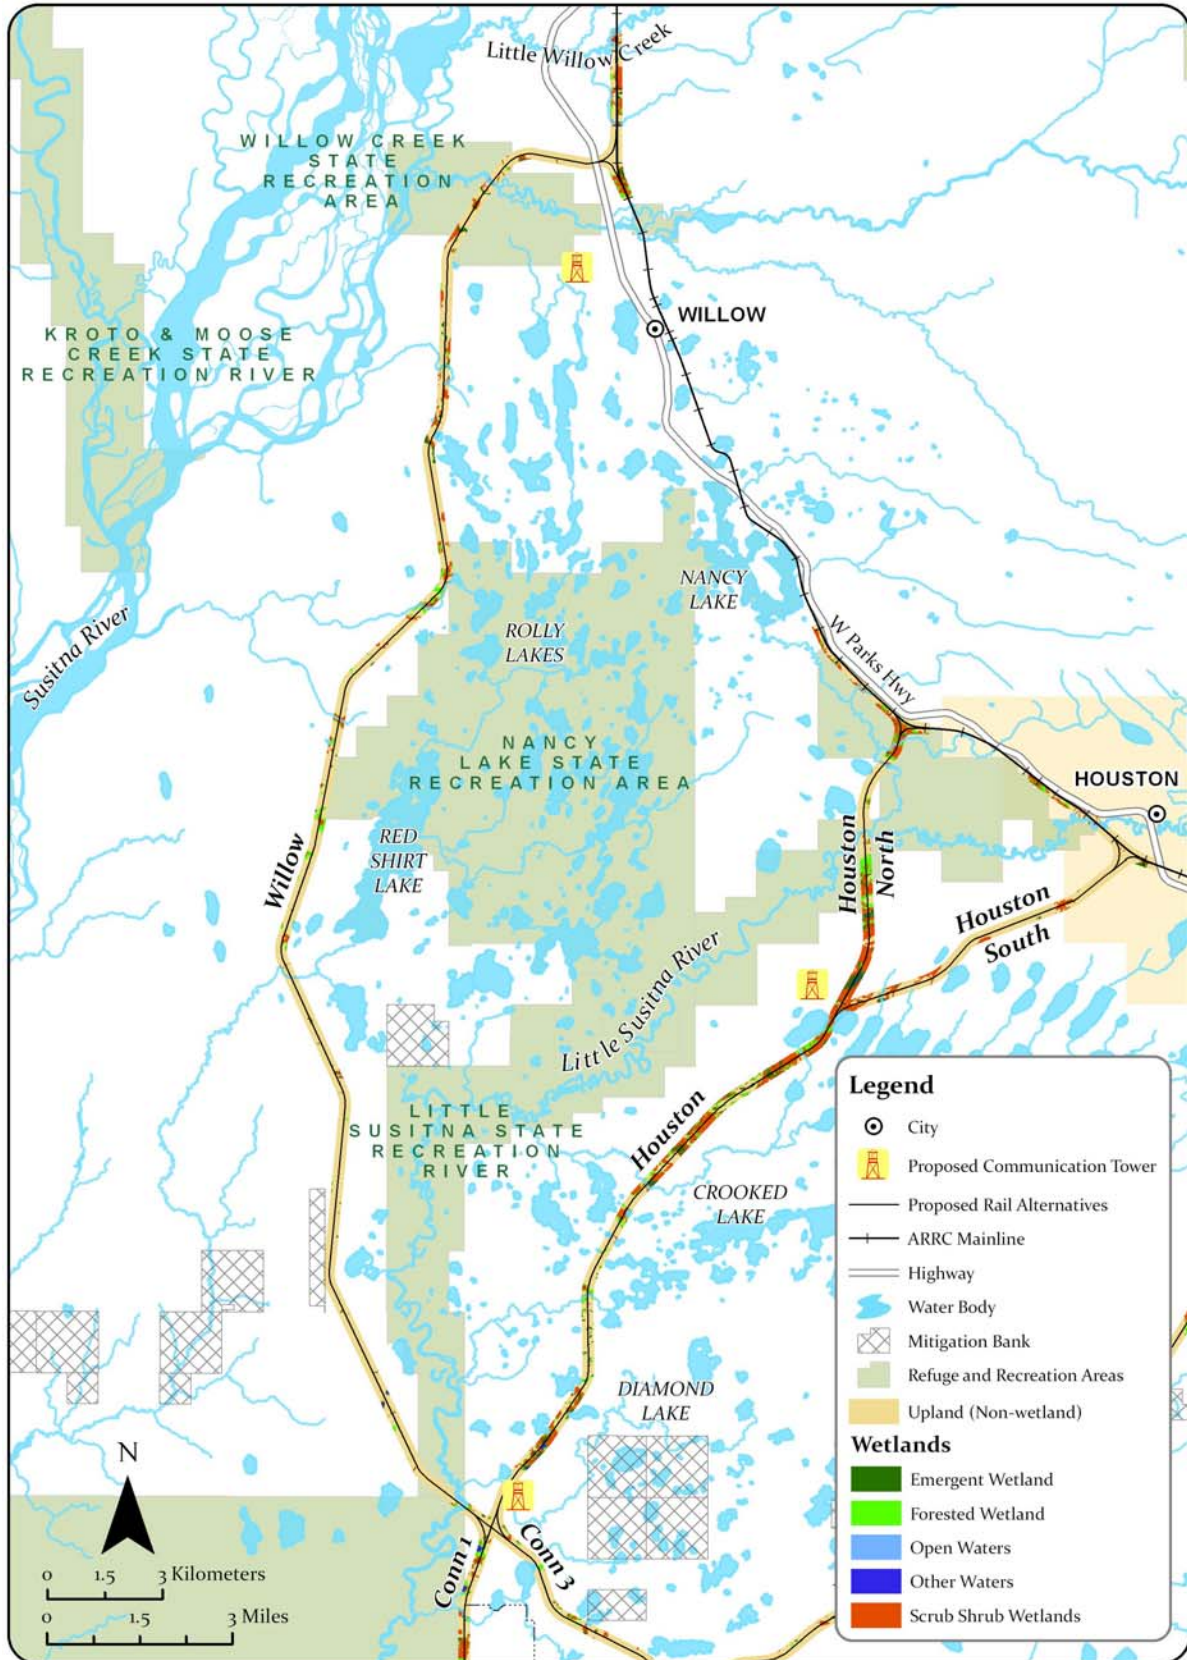 Little Willow Creek
WILLOW CREEK
STATE
RECREATION
AREA
WILLOW
KROTO & MOOSE
CREEK STATE
RECREATION RIVER
NANCY
LAKE
Susitna River
ROLLY
LAKES
W Parks Hwy
NANCY
LAKE STATE
RECREATION AREA
HOUSTON
RED
SHIRT
LAKE
Willow
Houston
North
Houston
South
Little Susitna River
LITTLE
SUSITNA STATE
RECREATION
RIVER
Houston
CROOKED
LAKE
DIAMOND
LAKE
Conn 1
Conn 3
N
0 1.5 3 Kilometers
0 1.5 3 Miles
Legend
City
Proposed Communication Tower
Proposed Rail Alternatives
ARRC Mainline
Highway
Water Body
Mitigation Bank
Refuge and Recreation Areas
Upland (Non-wetland)
Wetlands
Emergent Wetland
Forested Wetland
Open Waters
Other Waters
Scrub Shrub Wetlands